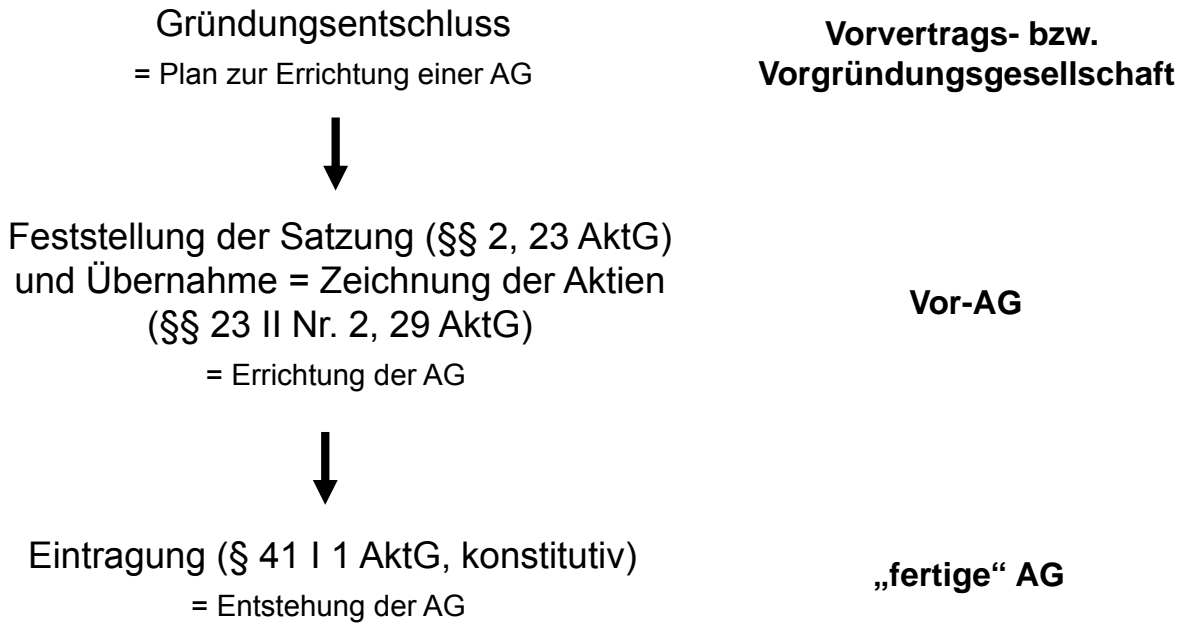 Gründungsentschluss
= Plan zur Errichtung einer AG
Vorvertrags- bzw.
Vorgründungsgesellschaft
Feststellung der Satzung (§§ 2, 23 AktG)
und Übernahme = Zeichnung der Aktien
(§§ 23 II Nr. 2, 29 AktG)
= Errichtung der AG
Vor-AG
Eintragung (§ 41 I 1 AktG, konstitutiv)
= Entstehung der AG
„fertige“ AG